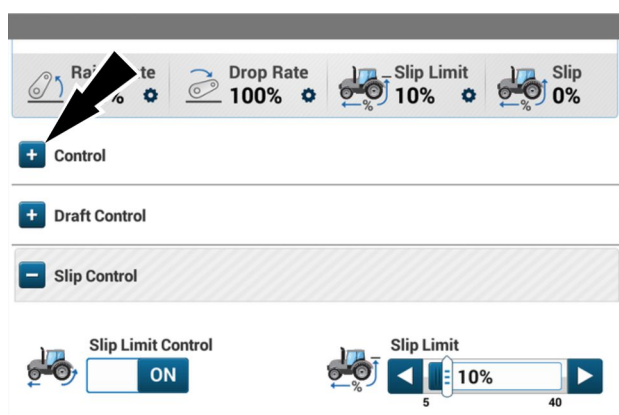 te Drop Rate Slip Limit Slip
% 100% 10% 0%
Control
Draft Control
Slip Control
Slip Limit Control Slip Limit
ON 10%
5 40